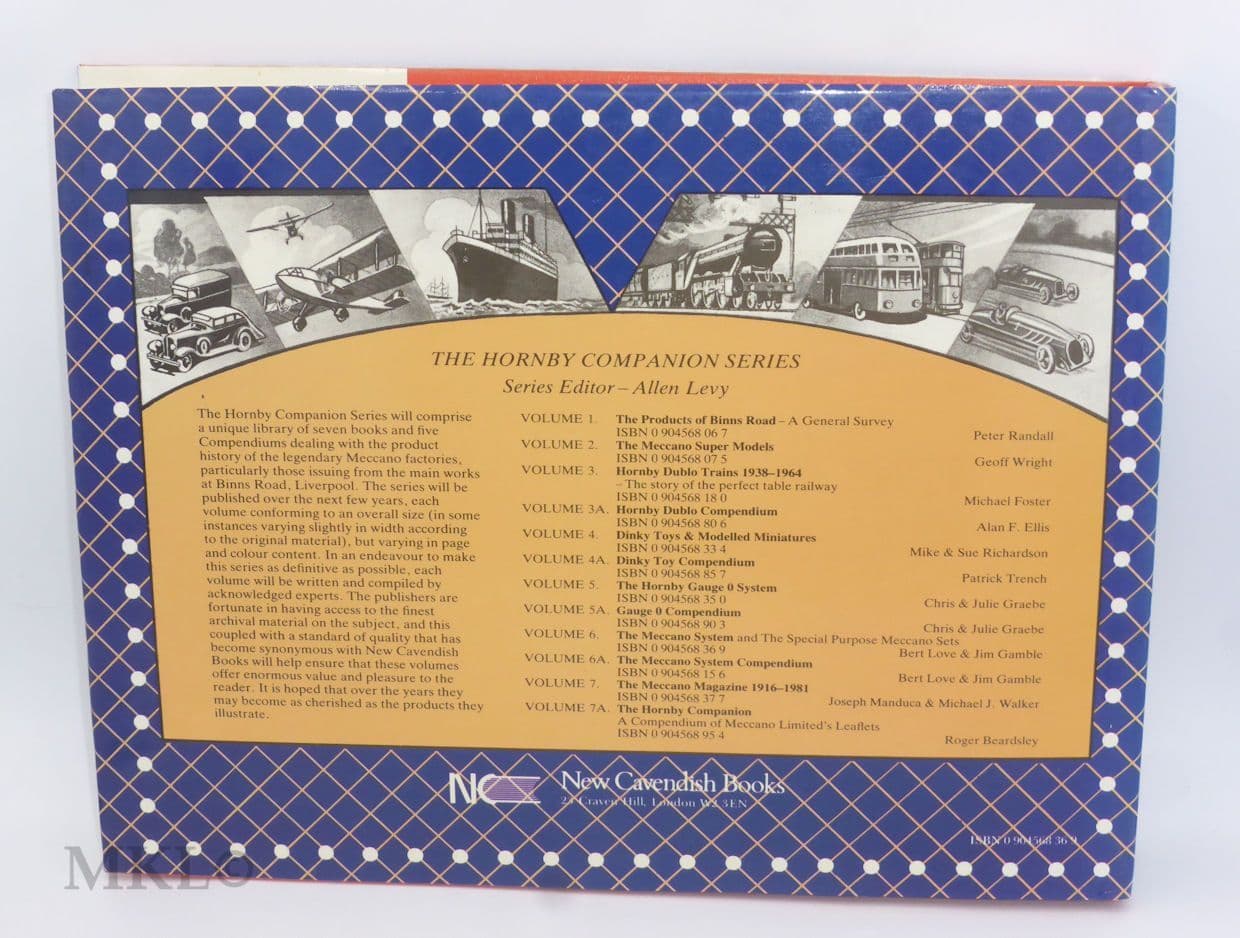 THE HORNBY COMPANION SERIES
Series Editor – Allen Levy
The Hornby Companion Series will comprise
a unique library of seven books and five
Compendiums dealing with the product
history of the legendary Meccano factories,
particularly those issuing from the main works
at Binns Road, Liverpool. The series will be
published over the next few years, each
volume conforming to an overall size (in some
instances varying slightly in width according
to the original material), but varying in page
and colour content. In an endeavour to make
this series as definitive as possible, each
volume will be written and compiled by
acknowledged experts. The publishers are
fortunate in having access to the finest
archival material on the subject, and this
coupled with a standard of quality that has
become synonymous with New Cavendish
Books will help ensure that these volumes
offer enormous value and pleasure to the
reader. It is hoped that over the years they
may become as cherished as the products they
illustrate.
VOLUME 1. The Products of Binns Road – A General Survey
ISBN 0 904568 06 7 Peter Randall
VOLUME 2. The Meccano Super Models
ISBN 0 904568 07 5 Geoff Wright
VOLUME 3. Hornby Dublo Trains 1938–1964
– The story of the perfect table railway
ISBN 0 904568 18 0 Michael Foster
VOLUME 3A. Hornby Dublo Compendium
ISBN 0 904568 80 6 Alan F. Ellis
VOLUME 4. Dinky Toys & Modelled Miniatures
ISBN 0 904568 33 4 Mike & Sue Richardson
VOLUME 4A. Dinky Toy Compendium
ISBN 0 904568 85 7 Patrick Trench
VOLUME 5. The Hornby Gauge 0 System
ISBN 0 904568 35 0 Chris & Julie Graebe
VOLUME 5A. Gauge 0 Compendium
ISBN 0 904568 90 3 Chris & Julie Graebe
VOLUME 6. The Meccano System and The Special Purpose Meccano Sets
ISBN 0 904568 36 9 Bert Love & Jim Gamble
VOLUME 6A. The Meccano System Compendium
ISBN 0 904568 15 6 Bert Love & Jim Gamble
VOLUME 7. The Meccano Magazine 1916–1981
ISBN 0 904568 37 7 Joseph Manduca & Michael J. Walker
VOLUME 7A. The Hornby Companion
A Compendium of Meccano Limited's Leaflets
ISBN 0 904568 95 4 Roger Beardsley
NC New Cavendish Books
23 Craven Hill, London W2 3EN
ISBN 0 904568 36 9
MKL©